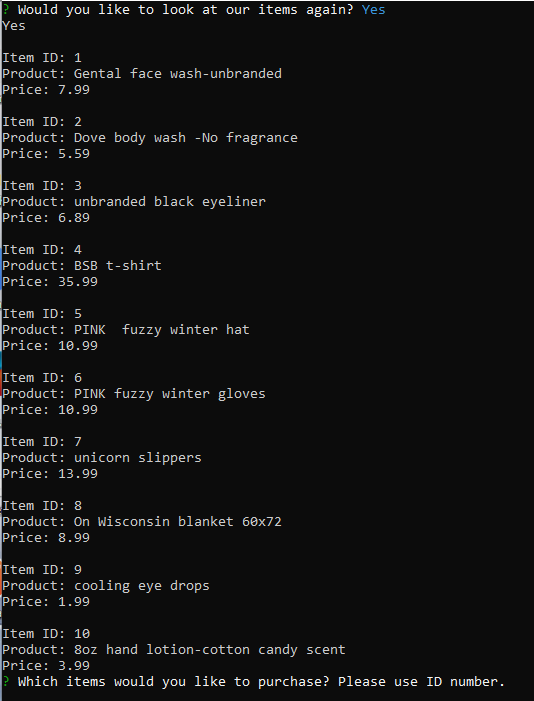 ? Would you like to look at our items again? Yes
Yes

Item ID: 1
Product: Gental face wash-unbranded
Price: 7.99

Item ID: 2
Product: Dove body wash -No fragrance
Price: 5.59

Item ID: 3
Product: unbranded black eyeliner
Price: 6.89

Item ID: 4
Product: BSB t-shirt
Price: 35.99

Item ID: 5
Product: PINK  fuzzy winter hat
Price: 10.99

Item ID: 6
Product: PINK fuzzy winter gloves
Price: 10.99

Item ID: 7
Product: unicorn slippers
Price: 13.99

Item ID: 8
Product: On Wisconsin blanket 60x72
Price: 8.99

Item ID: 9
Product: cooling eye drops
Price: 1.99

Item ID: 10
Product: 8oz hand lotion-cotton candy scent
Price: 3.99
? Which items would you like to purchase? Please use ID number.